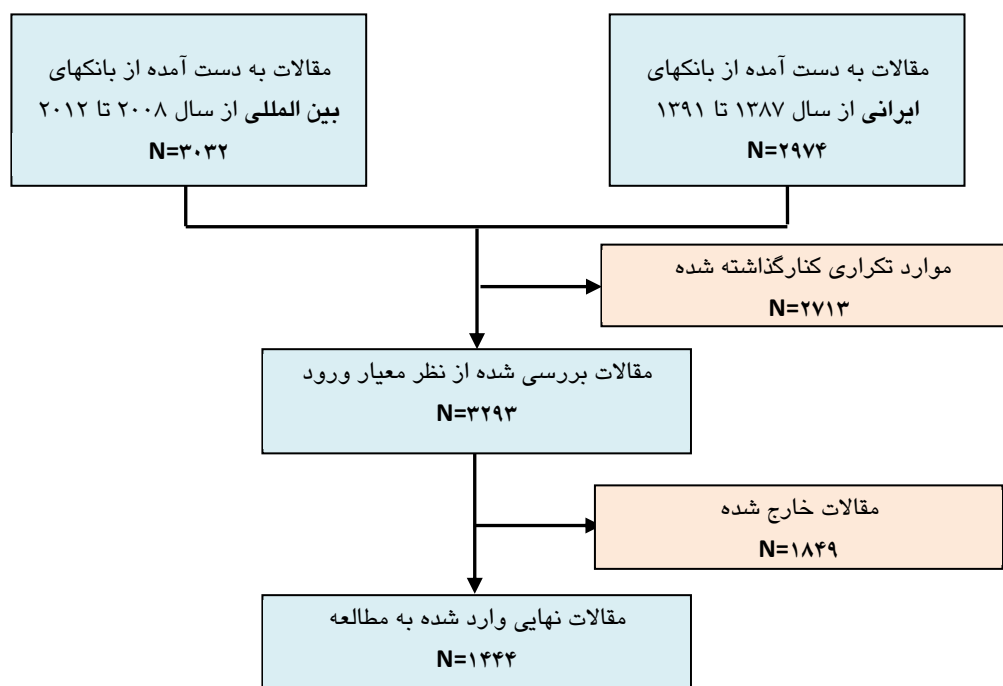 مقالات به دست آمده از بانکهای
ایرانی از سال ۱۳۸۷ تا ۱۳۹۱
N=۲۹۷۴
مقالات به دست آمده از بانکهای
بین المللی از سال ۲۰۰۸ تا ۲۰۱۲
N=۳۰۳۲
موارد تکراری کنارگذاشته شده
N=۲۷۱۳
مقالات بررسی شده از نظر معیار ورود
N=۳۲۹۳
مقالات خارج شده
N=۱۸۴۹
مقالات نهایی وارد شده به مطالعه
N=۱۴۴۴